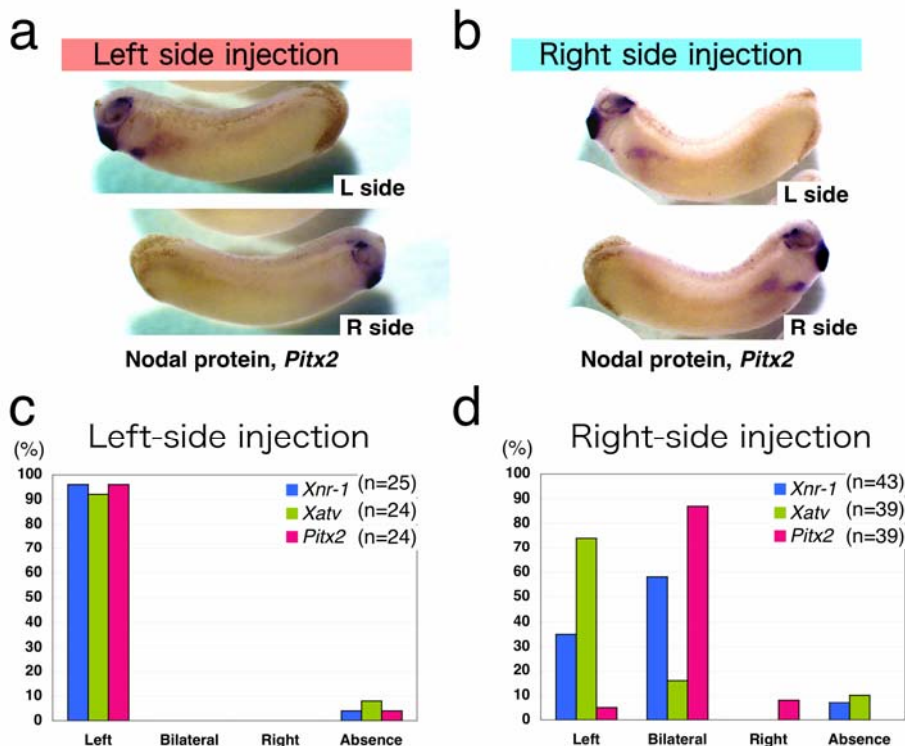 a
Left side injection
L side
R side
Nodal protein, Pitx2
b
Right side injection
L side
R side
Nodal protein, Pitx2
c
Left-side injection
(%)
100
90
80
70
60
50
40
30
20
10
0
Xnr-1 (n=25)
Xatv (n=24)
Pitx2 (n=24)
Left Bilateral Right Absence
d
Right-side injection
(%)
100
90
80
70
60
50
40
30
20
10
0
Xnr-1 (n=43)
Xatv (n=39)
Pitx2 (n=39)
Left Bilateral Right Absence